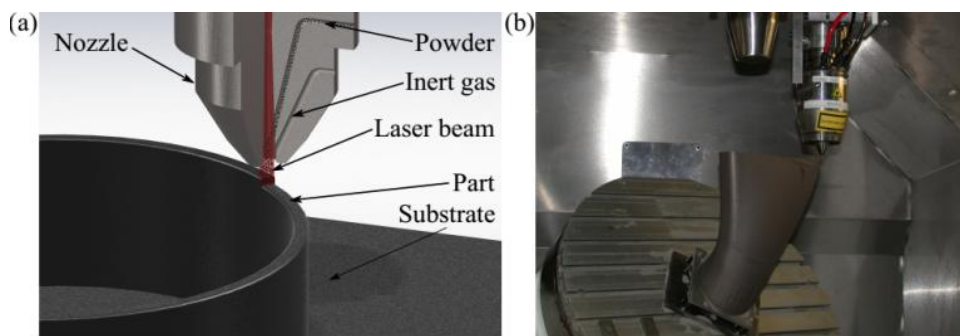 (a)
Nozzle
Powder
Inert gas
Laser beam
Part
Substrate
(b)